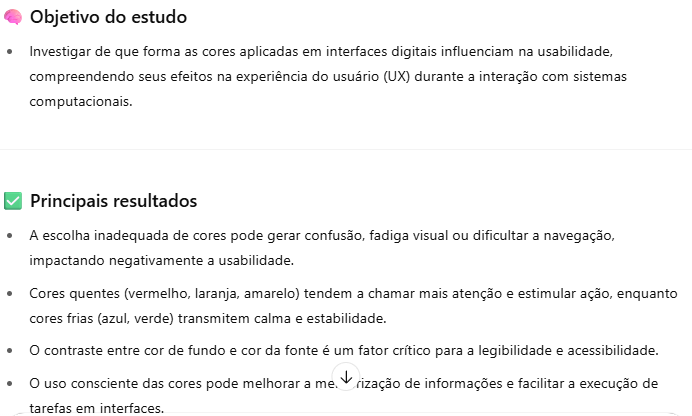 Objetivo do estudo
Investigar de que forma as cores aplicadas em interfaces digitais influenciam na usabilidade,
compreendendo seus efeitos na experiência do usuário (UX) durante a interação com sistemas
computacionais.
Principais resultados
A escolha inadequada de cores pode gerar confusão, fadiga visual ou dificultar a navegação,
impactando negativamente a usabilidade.
Cores quentes (vermelho, laranja, amarelo) tendem a chamar mais atenção e estimular ação, enquanto
cores frias (azul, verde) transmitem calma e estabilidade.
O contraste entre cor de fundo e cor da fonte é um fator crítico para a legibilidade e acessibilidade.
O uso consciente das cores pode melhorar a de informações e facilitar a execução de
tarefas em interfaces.